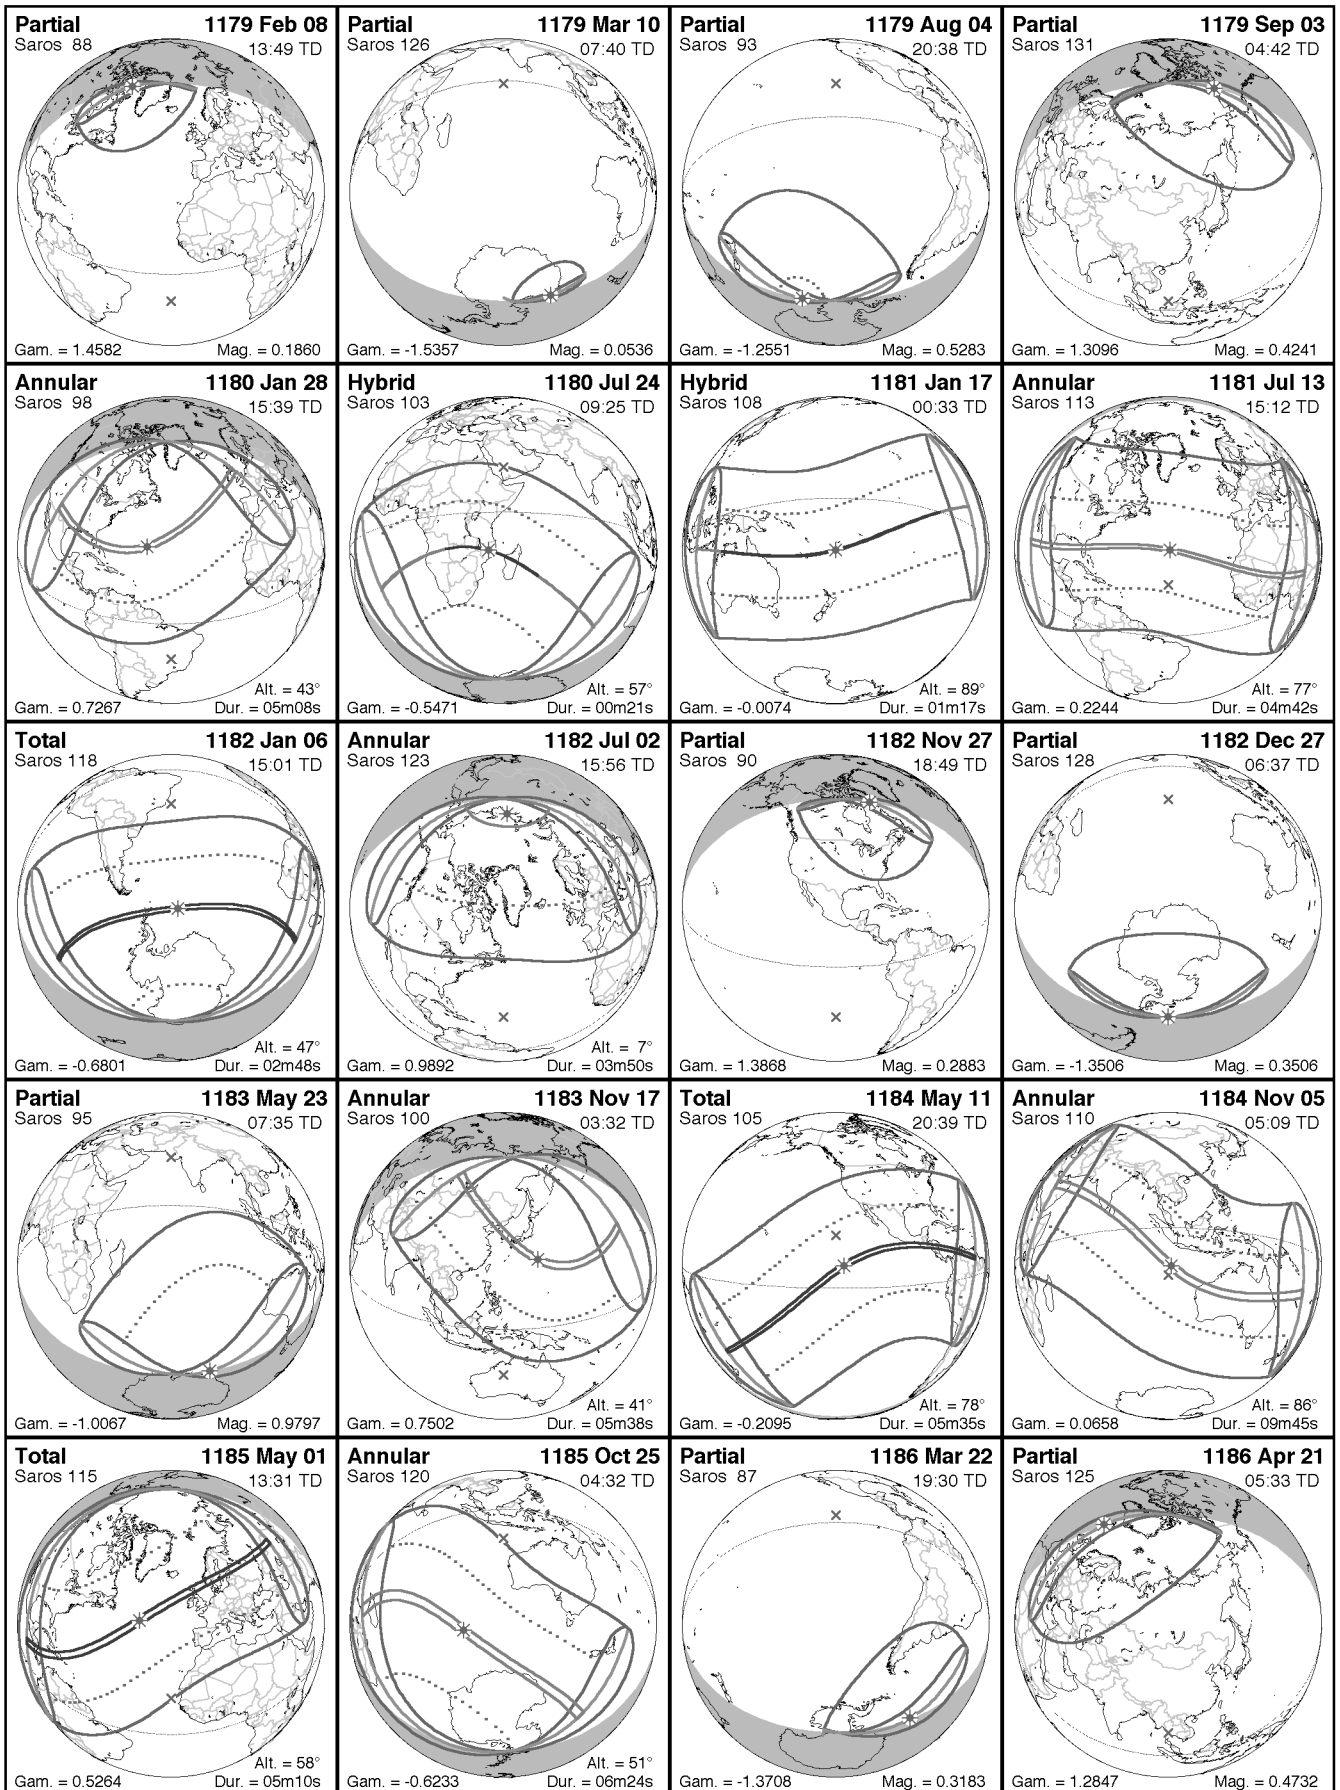 Partial 1179 Feb 08
Saros 88 13:49 TD
Gam. = 1.4582 Mag. = 0.1860
Partial 1179 Mar 10
Saros 126 07:40 TD
Gam. = -1.5357 Mag. = 0.0536
Partial 1179 Aug 04
Saros 93 20:38 TD
Gam. = -1.2551 Mag. = 0.5283
Partial 1179 Sep 03
Saros 131 04:42 TD
Gam. = 1.3096 Mag. = 0.4241
Annular 1180 Jan 28
Saros 98 15:39 TD
Alt. = 43°
Gam. = 0.7267 Dur. = 05m08s
Hybrid 1180 Jul 24
Saros 103 09:25 TD
Alt. = 57°
Gam. = -0.5471 Dur. = 00m21s
Hybrid 1181 Jan 17
Saros 108 00:33 TD
Alt. = 89°
Gam. = -0.0074 Dur. = 01m17s
Annular 1181 Jul 13
Saros 113 15:12 TD
Alt. = 77°
Gam. = 0.2244 Dur. = 04m42s
Total 1182 Jan 06
Saros 118 15:01 TD
Alt. = 47°
Gam. = -0.6801 Dur. = 02m48s
Annular 1182 Jul 02
Saros 123 15:56 TD
Alt. = 7°
Gam. = 0.9892 Dur. = 03m50s
Partial 1182 Nov 27
Saros 90 18:49 TD
Gam. = 1.3868 Mag. = 0.2883
Partial 1182 Dec 27
Saros 128 06:37 TD
Gam. = -1.3506 Mag. = 0.3506
Partial 1183 May 23
Saros 95 07:35 TD
Gam. = -1.0067 Mag. = 0.9797
Annular 1183 Nov 17
Saros 100 03:32 TD
Alt. = 41°
Gam. = 0.7502 Dur. = 05m38s
Total 1184 May 11
Saros 105 20:39 TD
Alt. = 78°
Gam. = -0.2095 Dur. = 05m35s
Annular 1184 Nov 05
Saros 110 05:09 TD
Alt. = 86°
Gam. = 0.0658 Dur. = 09m45s
Total 1185 May 01
Saros 115 13:31 TD
Alt. = 58°
Gam. = 0.5264 Dur. = 05m10s
Annular 1185 Oct 25
Saros 120 04:32 TD
Alt. = 51°
Gam. = -0.6233 Dur. = 06m24s
Partial 1186 Mar 22
Saros 87 19:30 TD
Gam. = -1.3708 Mag. = 0.3183
Partial 1186 Apr 21
Saros 125 05:33 TD
Gam. = 1.2847 Mag. = 0.4732